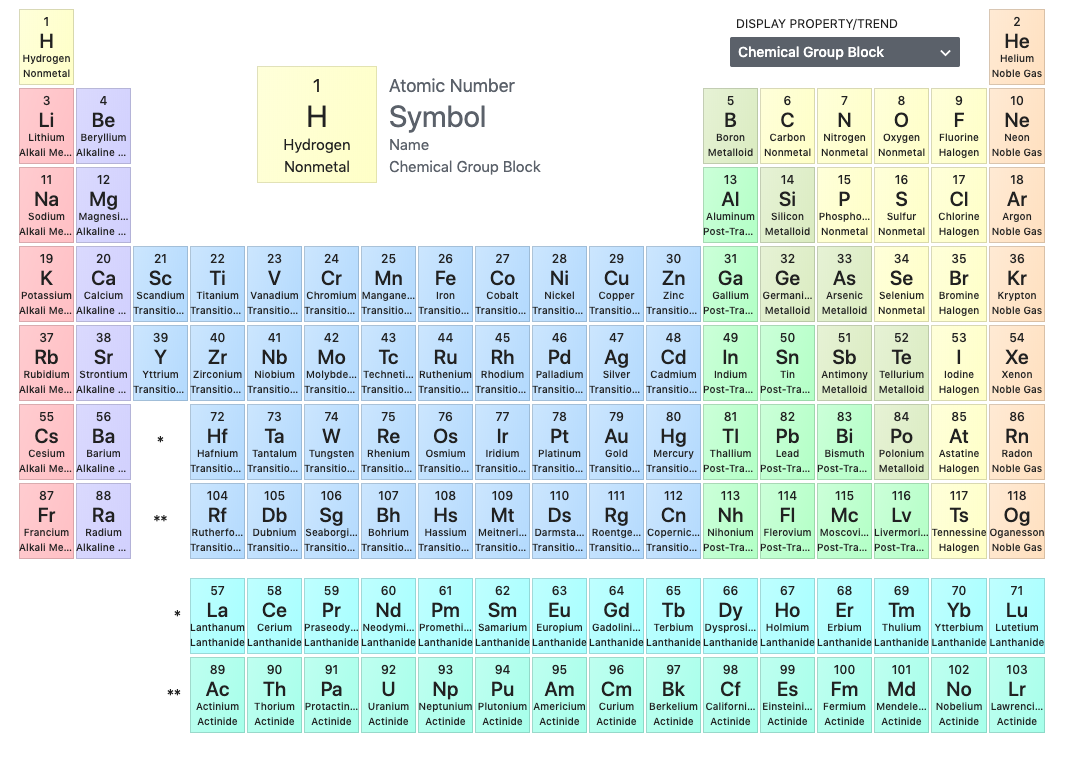 DISPLAY PROPERTY/TREND
Chemical Group Block
1
H
Hydrogen
Nonmetal
Atomic Number
Symbol
Name
Chemical Group Block
1 2
H He
Hydrogen Helium
Nonmetal Noble Gas
3 4 5 6 7 8 9 10
Li Be B C N O F Ne
Lithium Beryllium Boron Carbon Nitrogen Oxygen Fluorine Neon
Alkali Me... Alkaline ... Metalloid Nonmetal Nonmetal Nonmetal Halogen Noble Gas
11 12 13 14 15 16 17 18
Na Mg Al Si P S Cl Ar
Sodium Magnesi... Aluminum Silicon Phospho... Sulfur Chlorine Argon
Alkali Me... Alkaline ... Post-Tra... Metalloid Nonmetal Nonmetal Halogen Noble Gas
19 20 21 22 23 24 25 26 27 28 29 30 31 32 33 34 35 36
K Ca Sc Ti V Cr Mn Fe Co Ni Cu Zn Ga Ge As Se Br Kr
Potassium Calcium Scandium Titanium Vanadium Chromium Mangane... Iron Cobalt Nickel Copper Zinc Gallium Germani... Arsenic Selenium Bromine Krypton
Alkali Me... Alkaline ... Transitio... Transitio... Transitio... Transitio... Transitio... Transitio... Transitio... Transitio... Transitio... Transitio... Post-Tra... Metalloid Metalloid Nonmetal Halogen Noble Gas
37 38 39 40 41 42 43 44 45 46 47 48 49 50 51 52 53 54
Rb Sr Y Zr Nb Mo Tc Ru Rh Pd Ag Cd In Sn Sb Te I Xe
Rubidium Strontium Yttrium Zirconium Niobium Molybde... Techneti... Ruthenium Rhodium Palladium Silver Cadmium Indium Tin Antimony Tellurium Iodine Xenon
Alkali Me... Alkaline ... Transitio... Transitio... Transitio... Transitio... Transitio... Transitio... Transitio... Transitio... Transitio... Transitio... Post-Tra... Post-Tra... Metalloid Metalloid Halogen Noble Gas
55 56 72 73 74 75 76 77 78 79 80 81 82 83 84 85 86
Cs Ba * Hf Ta W Re Os Ir Pt Au Hg Tl Pb Bi Po At Rn
Cesium Barium Hafnium Tantalum Tungsten Rhenium Osmium Iridium Platinum Gold Mercury Thallium Lead Bismuth Polonium Astatine Radon
Alkali Me... Alkaline ... Transitio... Transitio... Transitio... Transitio... Transitio... Transitio... Transitio... Transitio... Transitio... Post-Tra... Post-Tra... Post-Tra... Metalloid Halogen Noble Gas
87 88 104 105 106 107 108 109 110 111 112 113 114 115 116 117 118
Fr Ra ** Rf Db Sg Bh Hs Mt Ds Rg Cn Nh Fl Mc Lv Ts Og
Francium Radium Rutherfo... Dubnium Seaborgi... Bohrium Hassium Meitneri... Darmsta... Roentge... Copernic... Nihonium Flerovium Moscovi... Livermori... Tennessine Oganesson
Alkali Me... Alkaline ... Transitio... Transitio... Transitio... Transitio... Transitio... Transitio... Transitio... Transitio... Transitio... Post-Tra... Post-Tra... Post-Tra... Post-Tra... Halogen Noble Gas
57 58 59 60 61 62 63 64 65 66 67 68 69 70 71
* La Ce Pr Nd Pm Sm Eu Gd Tb Dy Ho Er Tm Yb Lu
Lanthanum Cerium Praseody... Neodymi... Promethi... Samarium Europium Gadolini... Terbium Dysprosi... Holmium Erbium Thulium Ytterbium Lutetium
Lanthanide Lanthanide Lanthanide Lanthanide Lanthanide Lanthanide Lanthanide Lanthanide Lanthanide Lanthanide Lanthanide Lanthanide Lanthanide Lanthanide Lanthanide
89 90 91 92 93 94 95 96 97 98 99 100 101 102 103
** Ac Th Pa U Np Pu Am Cm Bk Cf Es Fm Md No Lr
Actinium Thorium Protactin... Uranium Neptunium Plutonium Americium Curium Berkelium Californi... Einsteini... Fermium Mendele... Nobelium Lawrenci...
Actinide Actinide Actinide Actinide Actinide Actinide Actinide Actinide Actinide Actinide Actinide Actinide Actinide Actinide Actinide